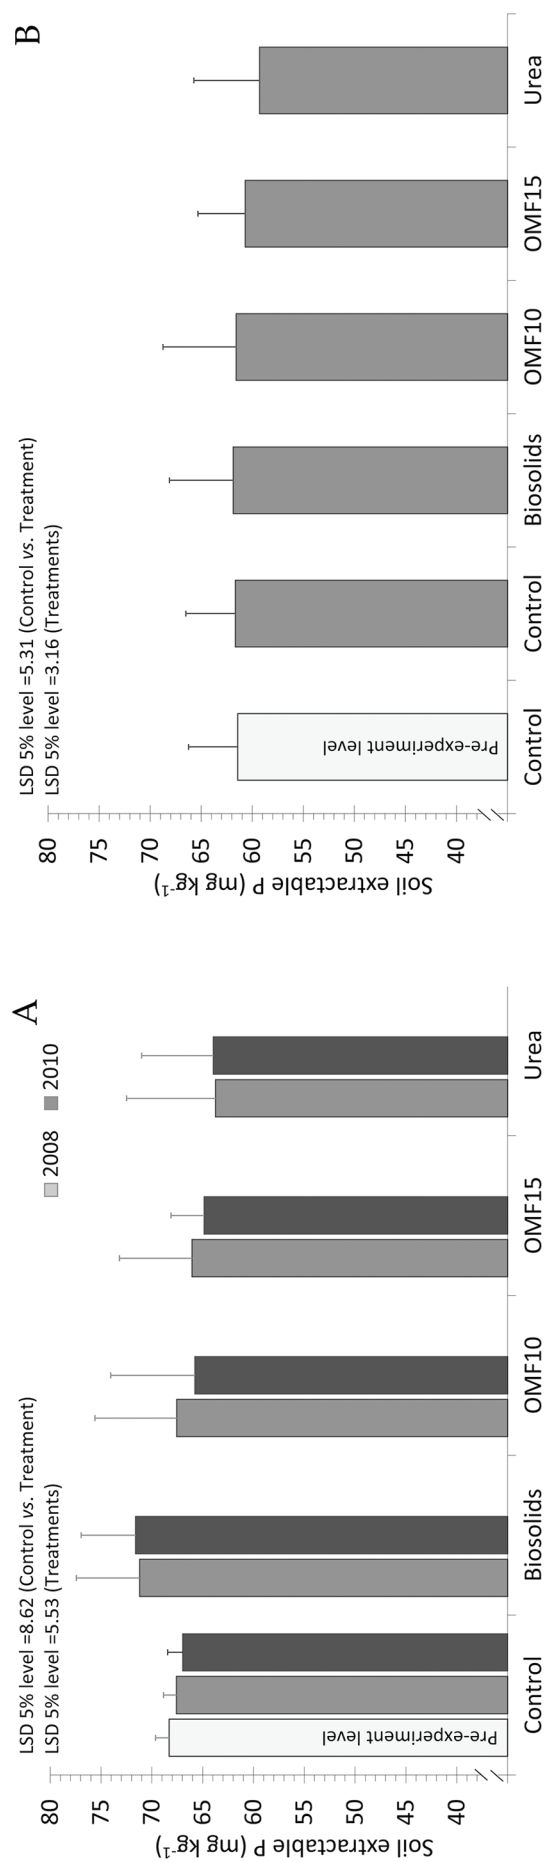 A
LSD 5% level =8.62 (Control vs. Treatment)
LSD 5% level =5.53 (Treatments)
2008 2010
80
75
70
65
60
55
50
45
40
Soil extractable P (mg kg⁻¹)
Pre-experiment level
Control Biosolids OMF10 OMF15 Urea
B
LSD 5% level =5.31 (Control vs. Treatment)
LSD 5% level =3.16 (Treatments)
80
75
70
65
60
55
50
45
40
Soil extractable P (mg kg⁻¹)
Pre-experiment level
Control Control Biosolids OMF10 OMF15 Urea